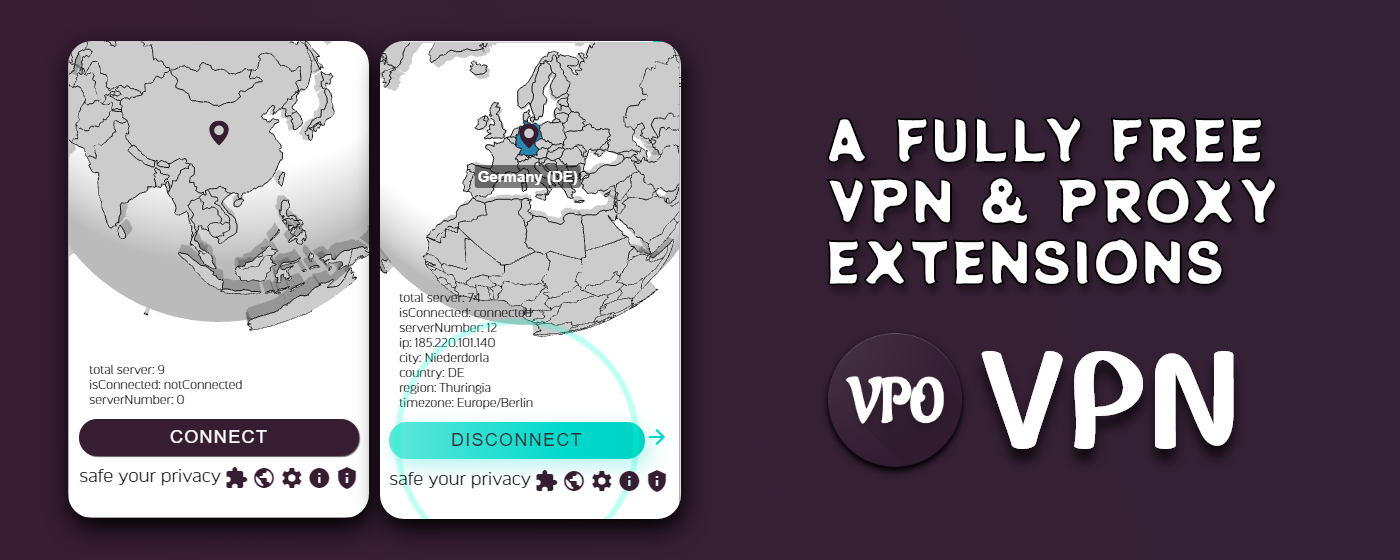 total server: 9
isConnected: notConnected
serverNumber: 0
CONNECT
safe your privacy
Germany (DE)
total server: 74
isConnected: connected
serverNumber: 12
ip: 185.220.101.140
city: Niederdorla
country: DE
region: Thuringia
timezone: Europe/Berlin
DISCONNECT
safe your privacy
A FULLY FREE
VPN & PROXY
EXTENSIONS
VPO VPN